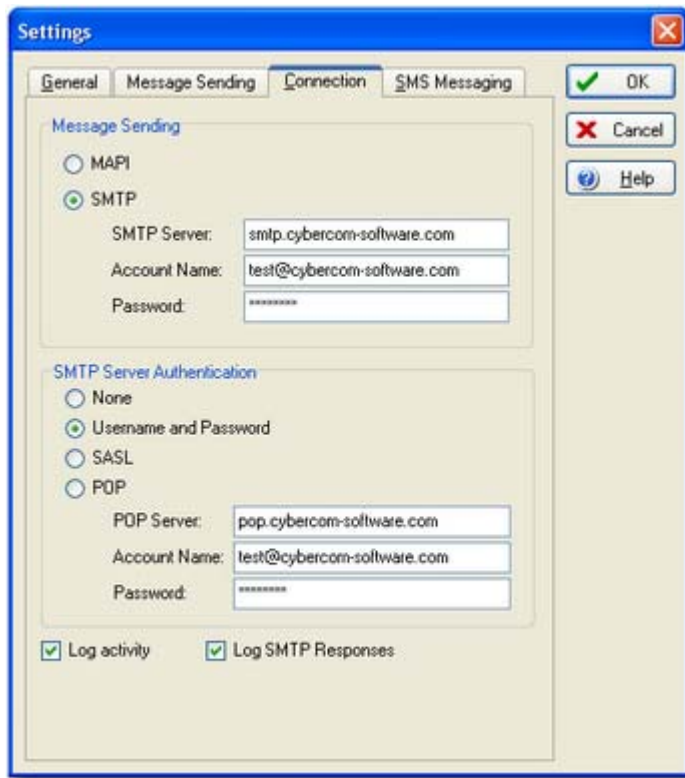 Settings
General Message Sending Connection SMS Messaging
OK
Cancel
Help
Message Sending
MAPI
SMTP
SMTP Server: smtp.cybercom-software.com
Account Name: test@cybercom-software.com
Password: ********
SMTP Server Authentication
None
Username and Password
SASL
POP
POP Server: pop.cybercom-software.com
Account Name: test@cybercom-software.com
Password: ********
Log activity Log SMTP Responses